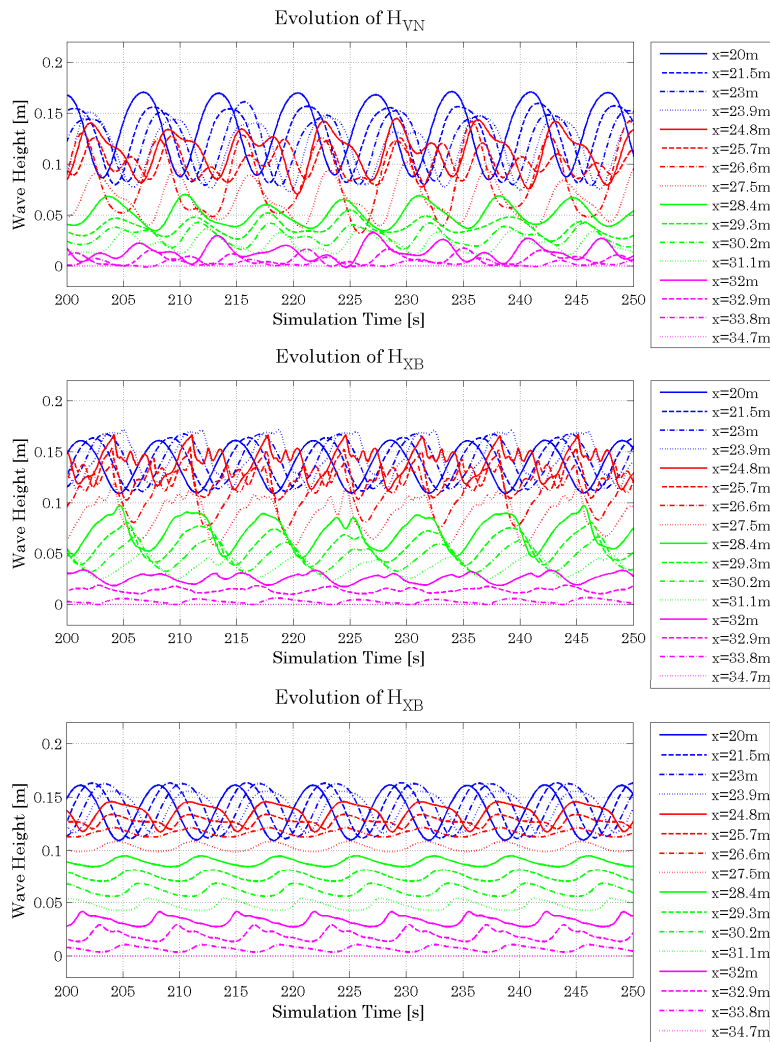 Evolution of H_VN
Wave Height [m]
0.2
0.15
0.1
0.05
0
200 205 210 215 220 225 230 235 240 245 250
Simulation Time [s]
x=20m
x=21.5m
x=23m
x=23.9m
x=24.8m
x=25.7m
x=26.6m
x=27.5m
x=28.4m
x=29.3m
x=30.2m
x=31.1m
x=32m
x=32.9m
x=33.8m
x=34.7m
Evolution of H_XB
Wave Height [m]
0.2
0.15
0.1
0.05
0
200 205 210 215 220 225 230 235 240 245 250
Simulation Time [s]
x=20m
x=21.5m
x=23m
x=23.9m
x=24.8m
x=25.7m
x=26.6m
x=27.5m
x=28.4m
x=29.3m
x=30.2m
x=31.1m
x=32m
x=32.9m
x=33.8m
x=34.7m
Evolution of H_XB
Wave Height [m]
0.2
0.15
0.1
0.05
0
200 205 210 215 220 225 230 235 240 245 250
Simulation Time [s]
x=20m
x=21.5m
x=23m
x=23.9m
x=24.8m
x=25.7m
x=26.6m
x=27.5m
x=28.4m
x=29.3m
x=30.2m
x=31.1m
x=32m
x=32.9m
x=33.8m
x=34.7m